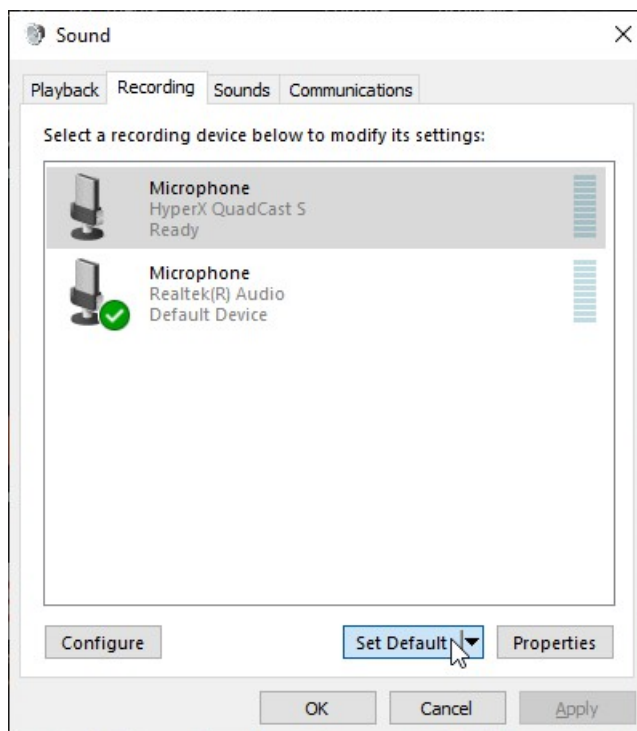 Sound
Playback Recording Sounds Communications
Select a recording device below to modify its settings:
Microphone
HyperX QuadCast S
Ready
Microphone
Realtek(R) Audio
Default Device
Configure Set Default Properties
OK Cancel Apply